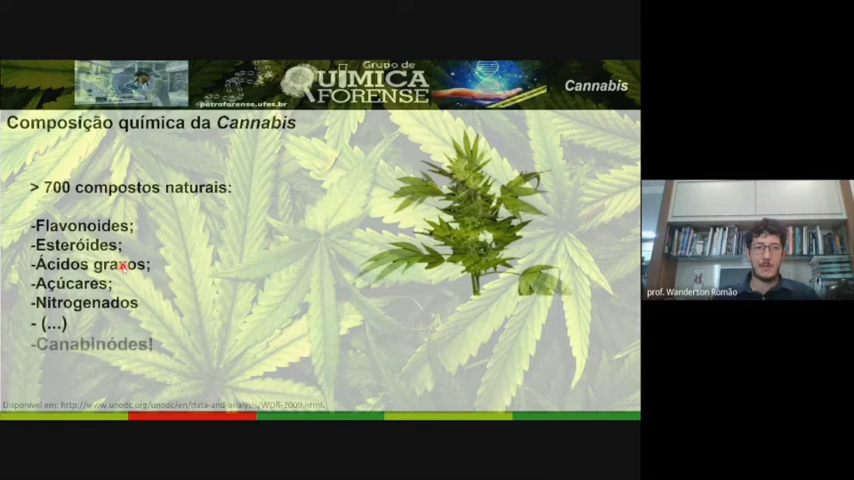 Grupo de
QUÍMICA
FORENSE
petroforense.ufes.br
Cannabis
Composição química da Cannabis
> 700 compostos naturais:
-Flavonoides;
-Esteróides;
-Ácidos graxos;
-Açúcares;
-Nitrogenados
- (...)
-Canabinódes!
Disponível em: http://www.unodc.org/unodc/en/data-and-analysis/WDR-2009.html.
prof. Wanderson Romão